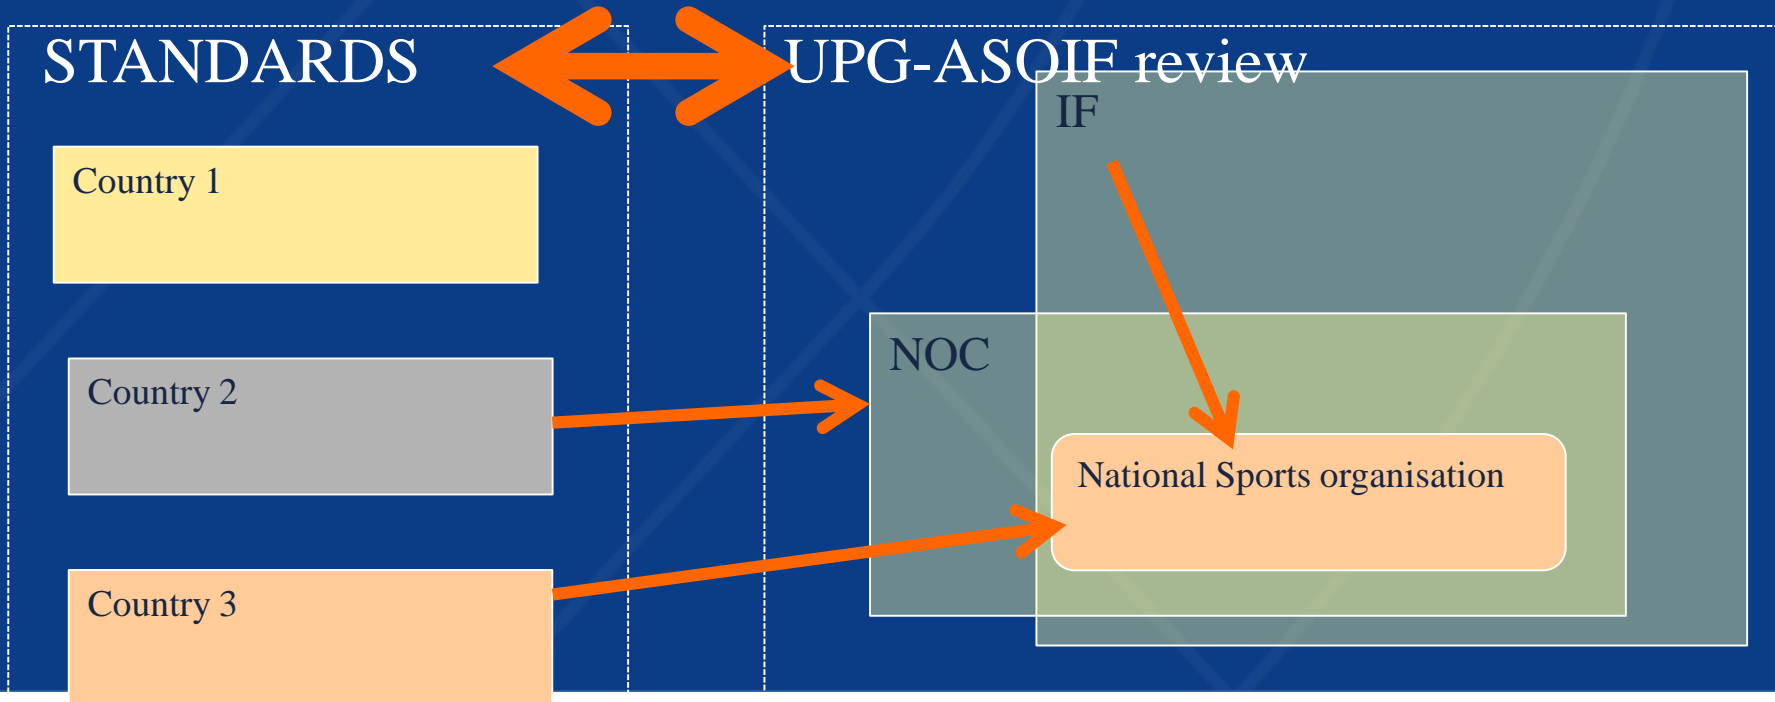 STANDARDS
UPG-ASOIF review
IF
Country 1
NOC
Country 2
National Sports organisation
Country 3